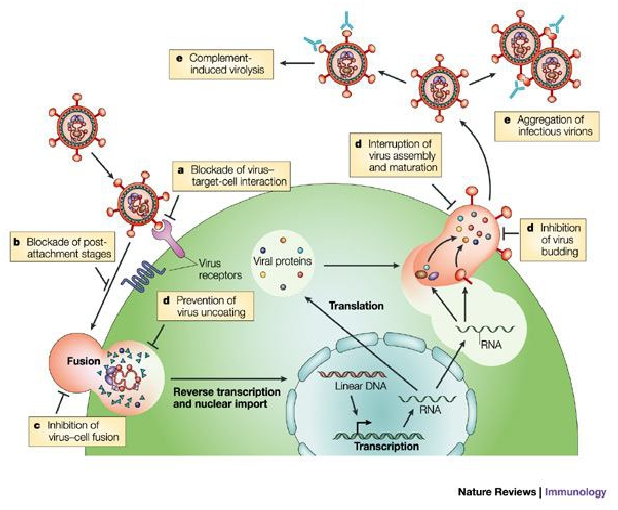 e Complement-
induced virolysis
e Aggregation of
infectious virions
d Interruption of
virus assembly
and maturation
a Blockade of virus–
target-cell interaction
b Blockade of post-
attachment stages
Virus
receptors
Viral proteins
d Inhibition
of virus
budding
d Prevention of
virus uncoating
Translation
Fusion
RNA
Reverse transcription
and nuclear import
Linear DNA
RNA
Transcription
c Inhibition of
virus–cell fusion
Nature Reviews | Immunology